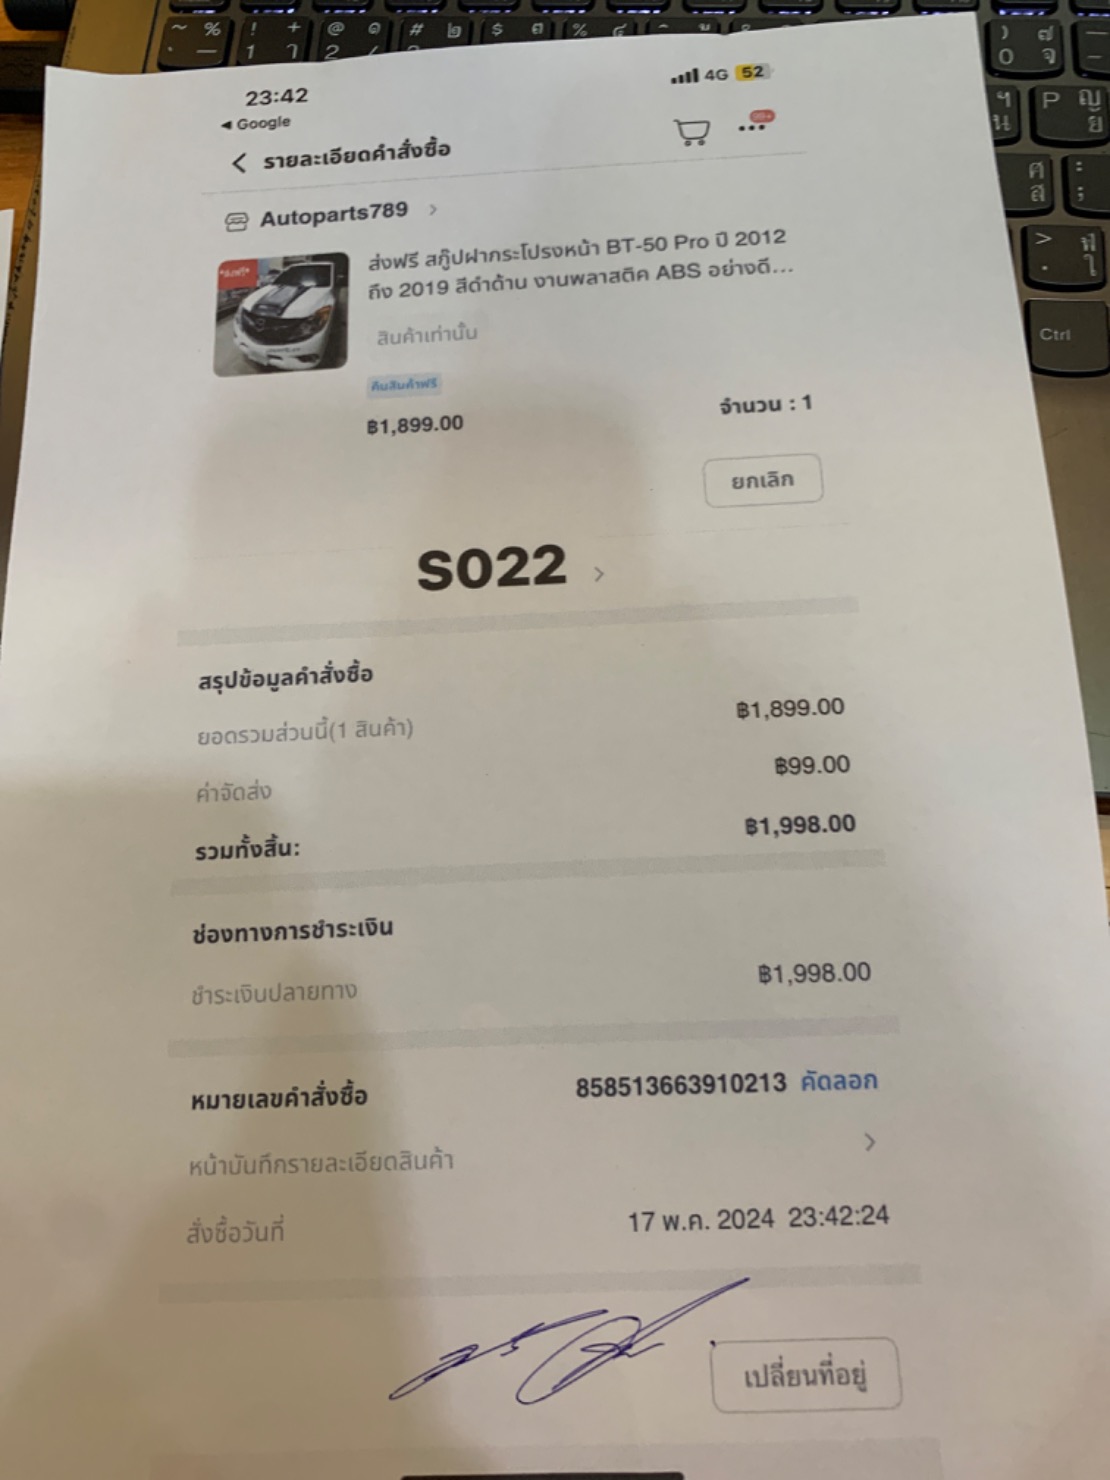 23:42
4G 52
◀ Google
99+
รายละเอียดคำสั่งซื้อ
Autoparts789
*ส่งฟรี*
ส่งฟรี สกู๊ปฝากระโปรงหน้า BT-50 Pro ปี 2012
ถึง 2019 สีดำด้าน งานพลาสติค ABS อย่างดี...
สินค้าเท่านั้น
คืนสินค้าฟรี
฿1,899.00
จำนวน : 1
ยกเลิก
S022
สรุปข้อมูลคำสั่งซื้อ
ยอดรวมส่วนนี้(1 สินค้า) ฿1,899.00
ค่าจัดส่ง ฿99.00
รวมทั้งสิ้น: ฿1,998.00
ช่องทางการชำระเงิน
ชำระเงินปลายทาง ฿1,998.00
หมายเลขคำสั่งซื้อ 858513663910213 คัดลอก
หน้าบันทึกรายละเอียดสินค้า
สั่งซื้อวันที่ 17 พ.ค. 2024 23:42:24
เปลี่ยนที่อยู่
Ctrl